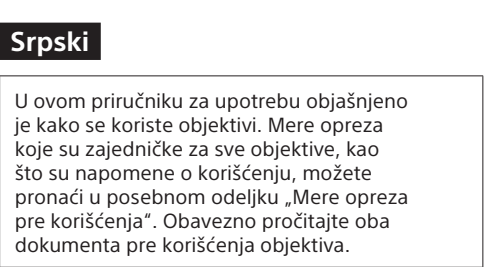 Srpski
U ovom priručniku za upotrebu objašnjeno
je kako se koriste objektivi. Mere opreza
koje su zajedničke za sve objektive, kao
što su napomene o korišćenju, možete
pronaći u posebnom odeljku „Mere opreza
pre korišćenja“. Obavezno pročitajte oba
dokumenta pre korišćenja objektiva.